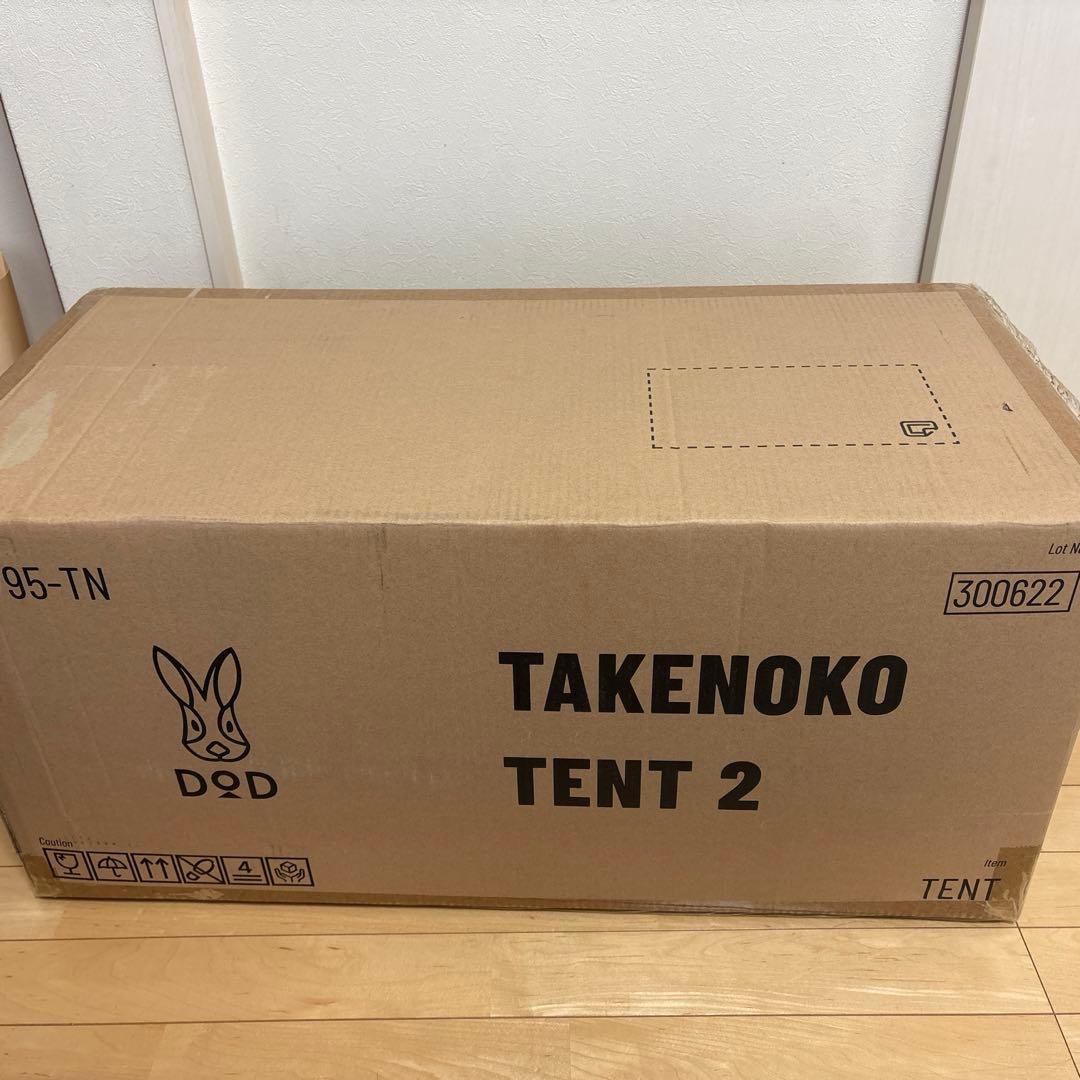 95-TN
300622
DOD
TAKENOKO
TENT 2
Caution
4
Item
TENT
Lot